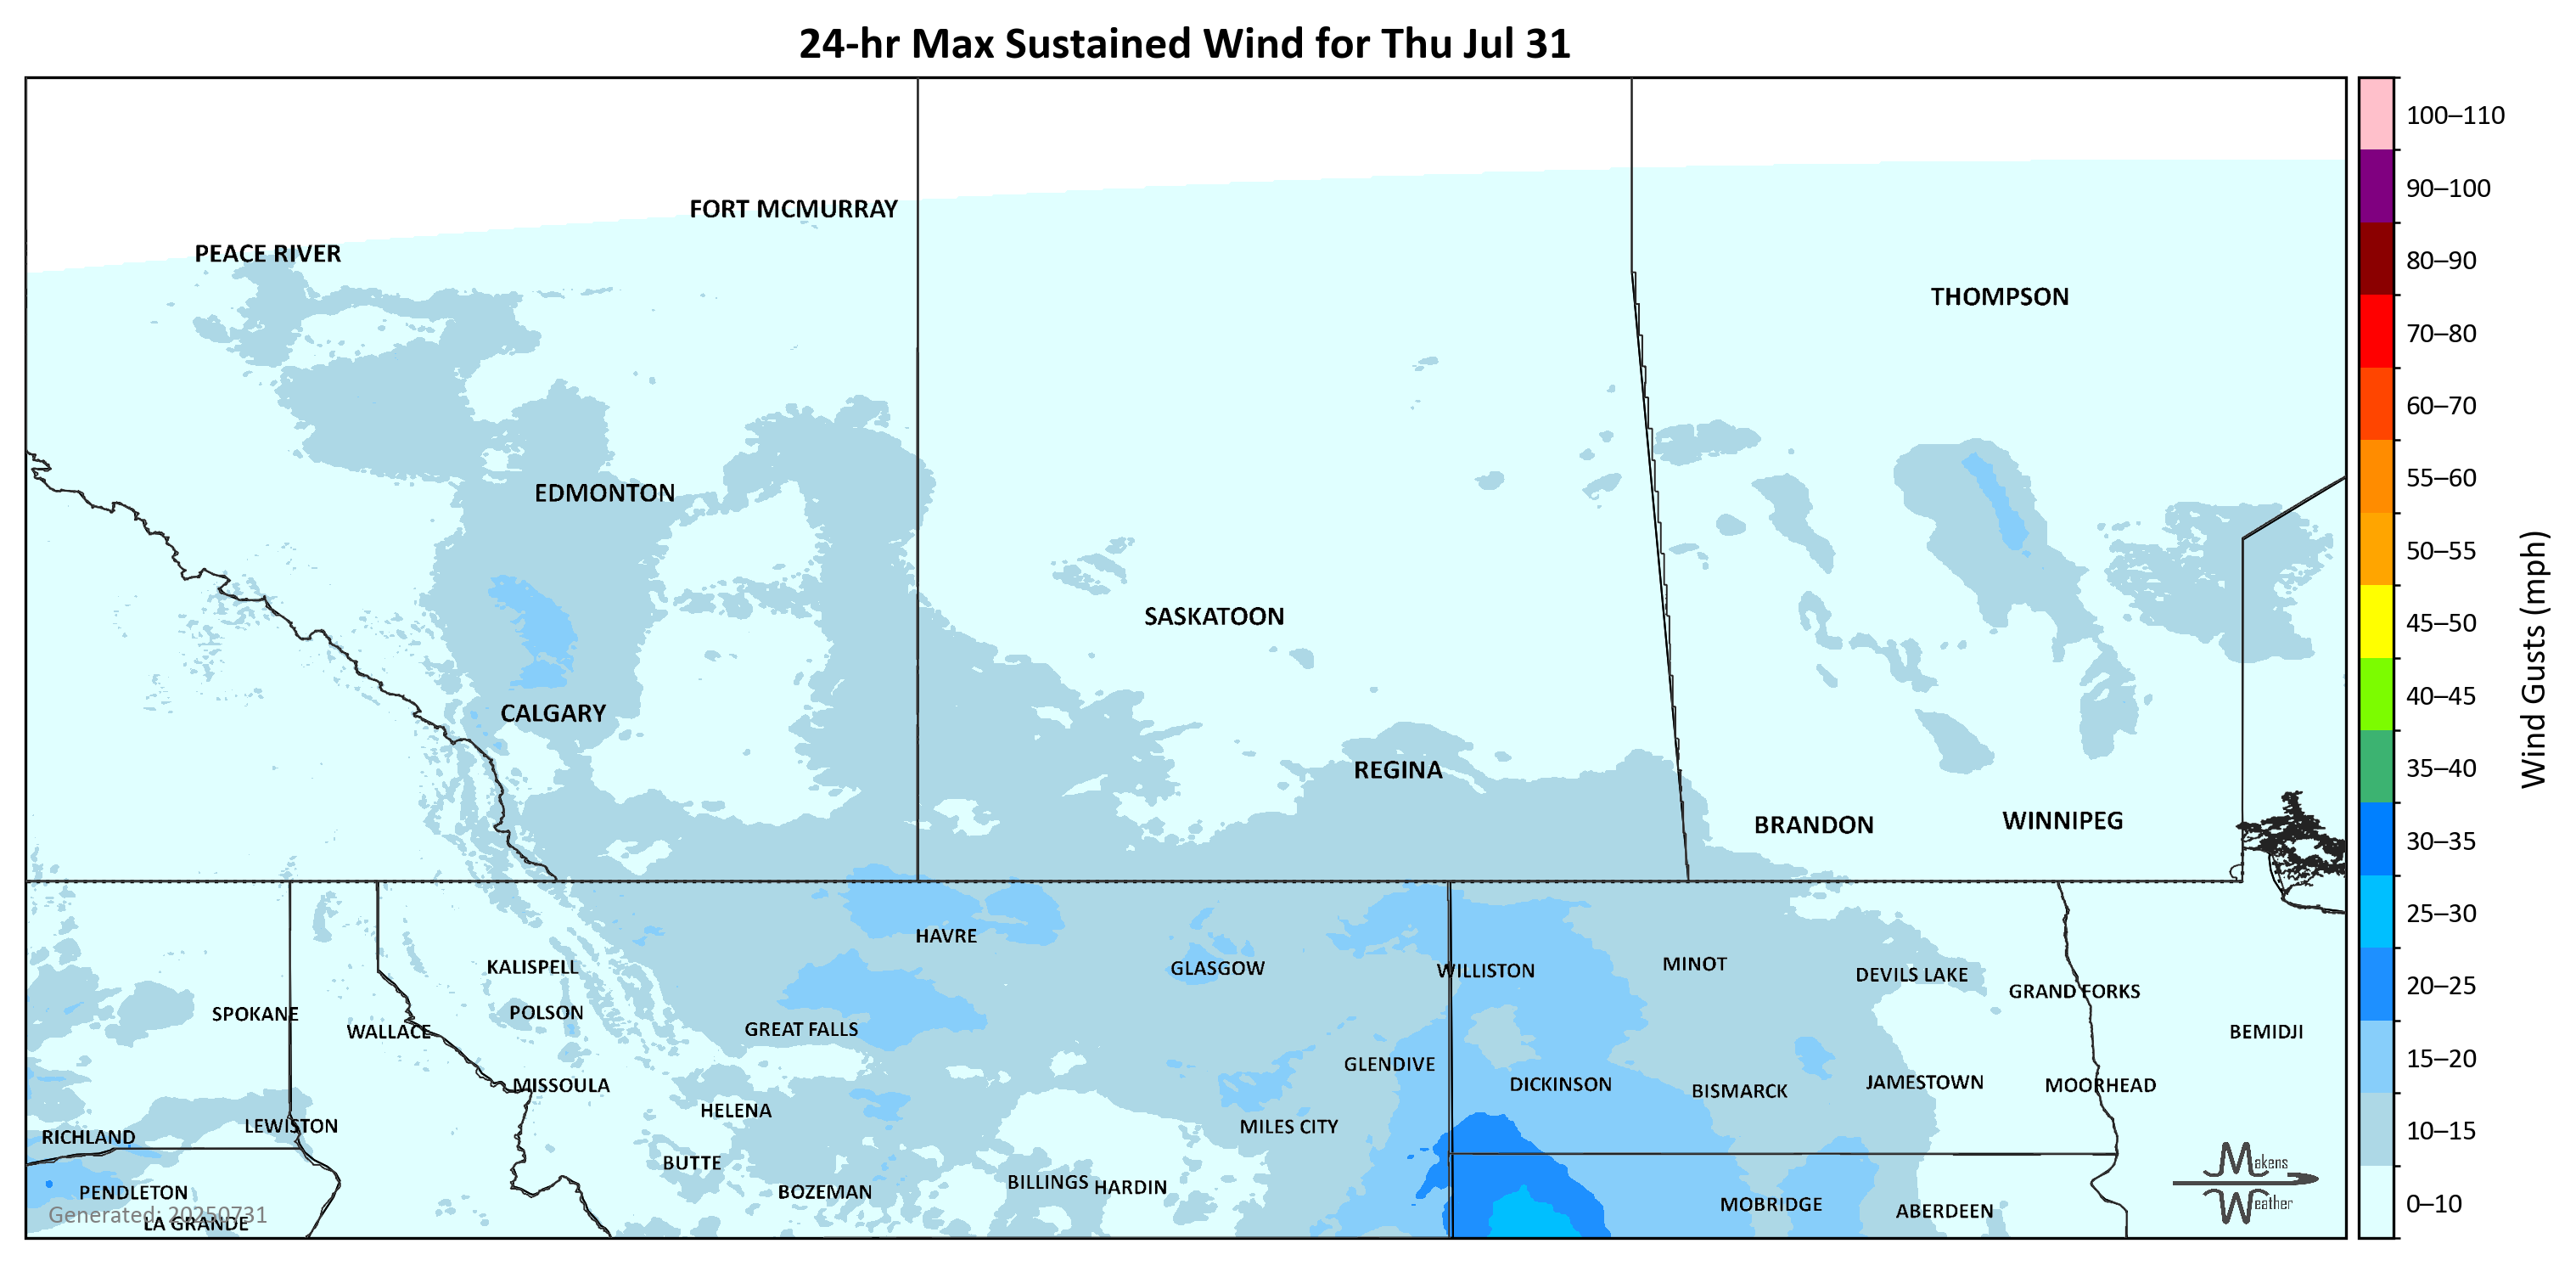 24-hr Max Sustained Wind for Thu Jul 31
100–110
90–100
80–90
70–80
60–70
55–60
50–55
45–50
40–45
35–40
30–35
25–30
20–25
15–20
10–15
0–10
Wind Gusts (mph)
FORT MCMURRAY
PEACE RIVER
THOMPSON
EDMONTON
SASKATOON
CALGARY
REGINA
BRANDON
WINNIPEG
HAVRE
KALISPELL
GLASGOW
WILLISTON
MINOT
DEVILS LAKE
GRAND FORKS
SPOKANE
POLSON
WALLACE
GREAT FALLS
BEMIDJI
GLENDIVE
MISSOULA
DICKINSON
BISMARCK
JAMESTOWN
MOORHEAD
HELENA
LEWISTON
MILES CITY
RICHLAND
BUTTE
BOZEMAN
BILLINGS
HARDIN
PENDLETON
MOBRIDGE
ABERDEEN
LA GRANDE
Generated: 20250731
Makens
Weather